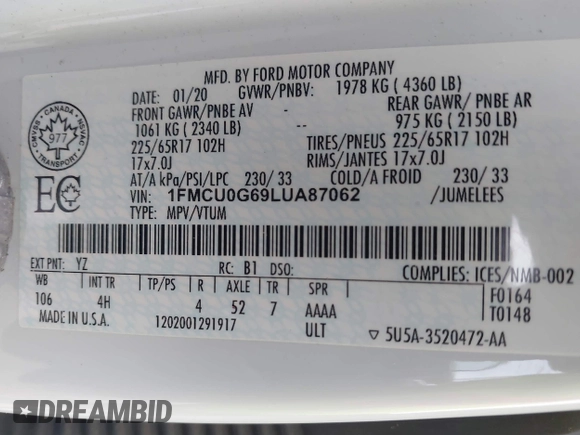 MFD. BY FORD MOTOR COMPANY
DATE: 01/20 GVWR/PNBV: 1978 KG ( 4360 LB)
FRONT GAWR/ PNBE AV REAR GAWR/ PNBE AR
1061 KG ( 2340 LB) 975 KG ( 2150 LB)
225/65R17 102H TIRES/PNEUS 225/65R17 102H
17x7.0J RIMS/JANTES 17x7.0J
AT/A kPa/PSI/LPC 230/ 33 COLD/A FROID 230/ 33
VIN: 1FMCU0G69LUA87062 /JUMELEES
TYPE: MPV/VTUM
CANADA
CMVSS NSVAC
977
TRANSPORT
EC
EXT PNT: YZ RC: B1 DSO: COMPLIES: ICES/NMB-002
WB INT TR TP/PS R AXLE TR SPR F0164
106 4H 4 52 7 AAAA T0148
MADE IN U.S.A. 1202001291917 ULT 5U5A-3520472-AA
DREAMBID